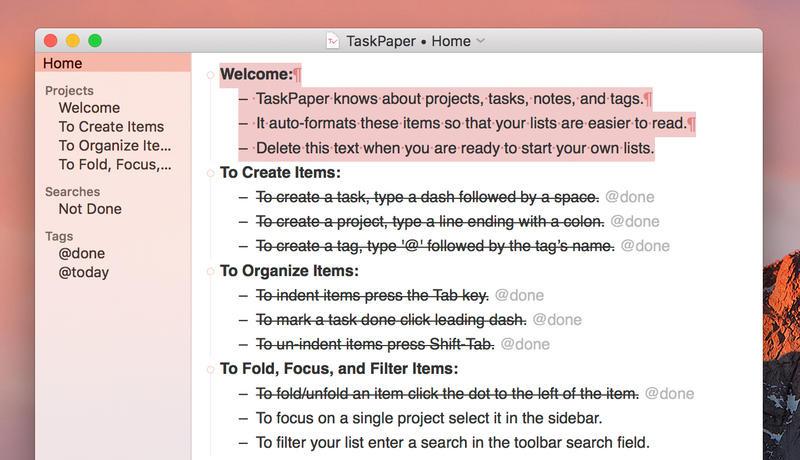 TaskPaper • Home
Home
Projects
Welcome
To Create Items
To Organize Ite...
To Fold, Focus,...
Searches
Not Done
Tags
@done
@today
Welcome:¶
– TaskPaper·knows·about·projects,·tasks,·notes,·and·tags.¶
– It·auto-formats·these·items·so·that·your·lists·are·easier·to·read.¶
– Delete·this·text·when·you·are·ready·to·start·your·own·lists.
To Create Items:
– To create a task, type a dash followed by a space. @done
– To create a project, type a line ending with a colon. @done
– To create a tag, type '@' followed by the tag’s name. @done
To Organize Items:
– To indent items press the Tab key. @done
– To mark a task done click leading dash. @done
– To un-indent items press Shift-Tab. @done
To Fold, Focus, and Filter Items:
– To fold/unfold an item click the dot to the left of the item. @done
– To focus on a single project select it in the sidebar.
– To filter your list enter a search in the toolbar search field.